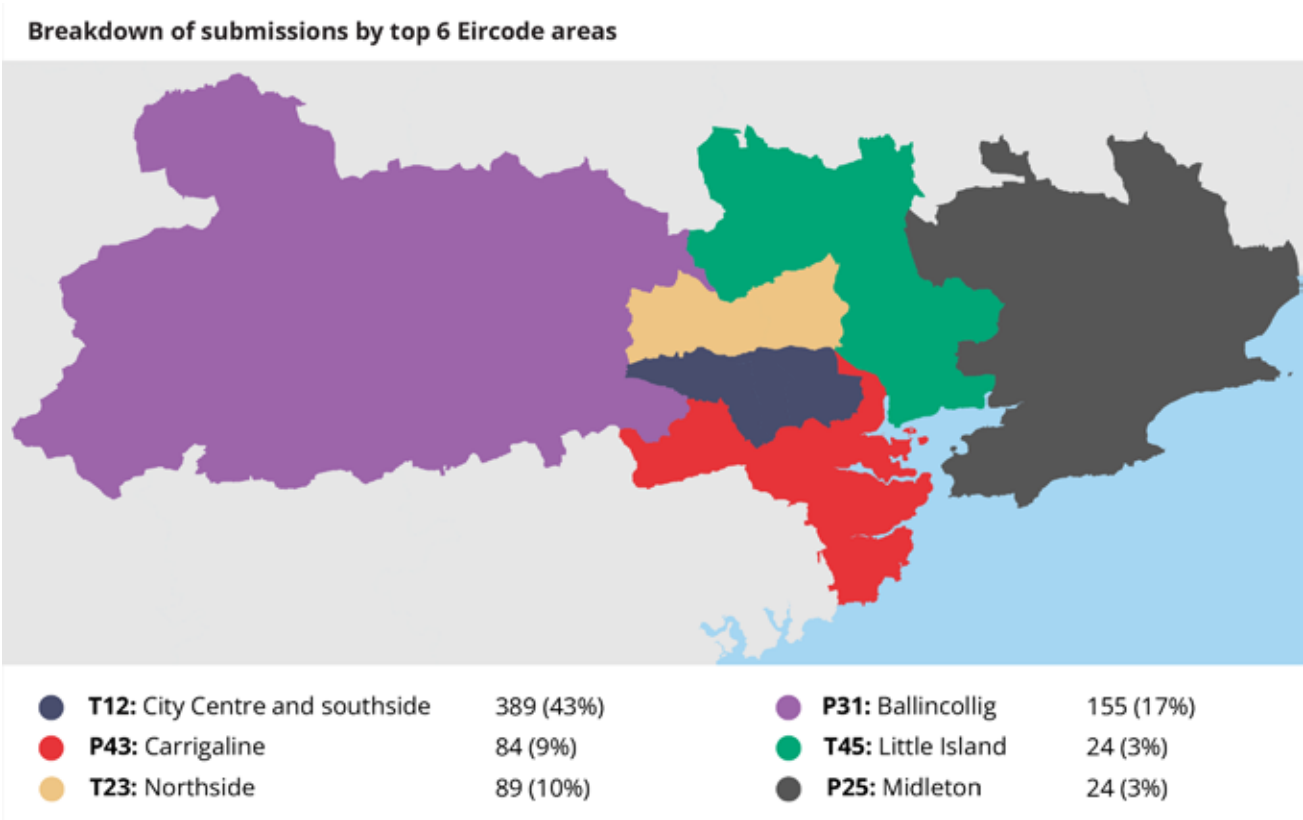 Breakdown of submissions by top 6 Eircode areas
T12: City Centre and southside 389 (43%)
P43: Carrigaline 84 (9%)
T23: Northside 89 (10%)
P31: Ballincollig 155 (17%)
T45: Little Island 24 (3%)
P25: Midleton 24 (3%)